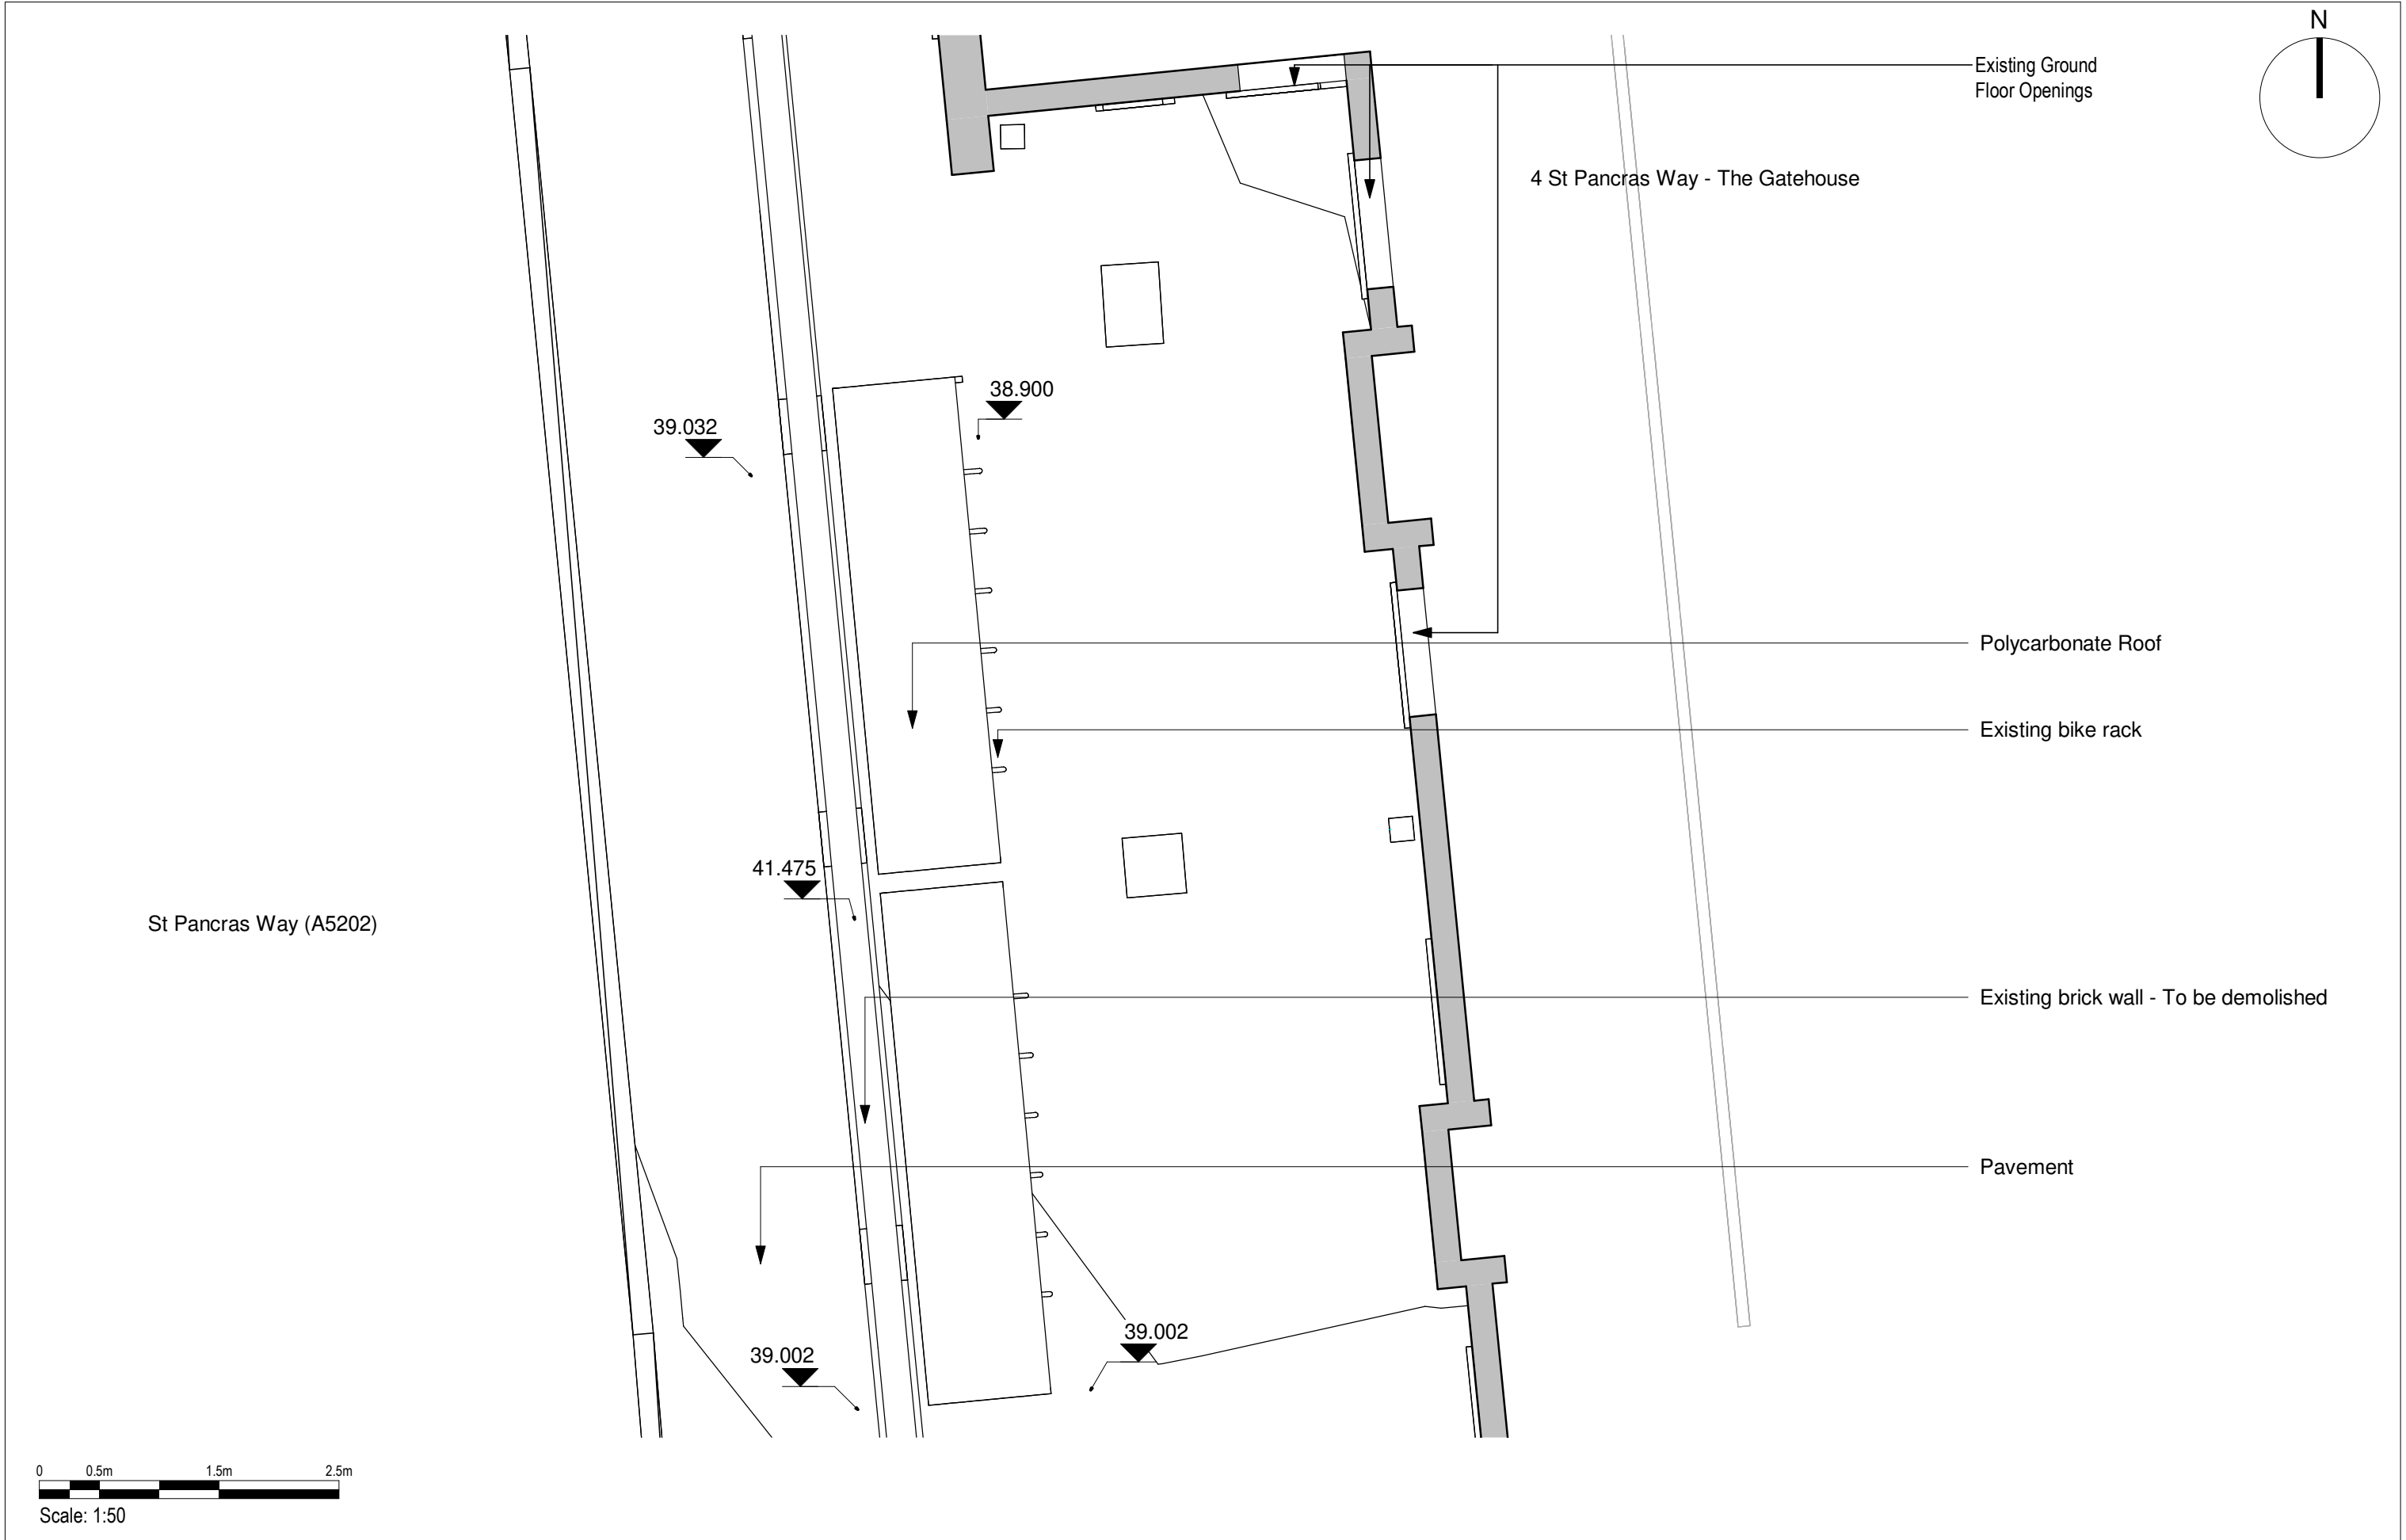 N
Existing Ground
Floor Openings
4 St Pancras Way - The Gatehouse
38.900
39.032
Polycarbonate Roof
Existing bike rack
41.475
St Pancras Way (A5202)
Existing brick wall - To be demolished
Pavement
39.002
39.002
0 0.5m 1.5m 2.5m
Scale: 1:50